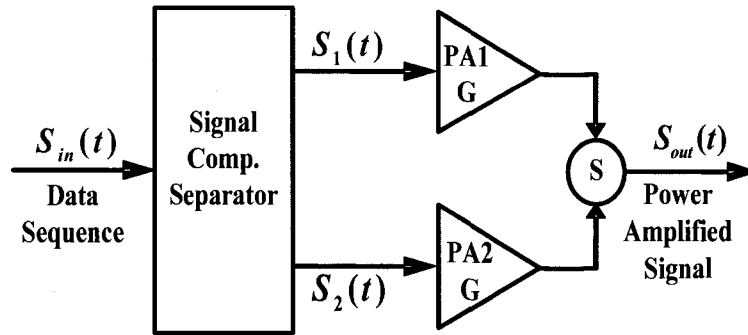 S_in(t)
Data
Sequence
Signal
Comp.
Separator
S_1(t)
S_2(t)
PA1
G
PA2
G
S
S_out(t)
Power
Amplified
Signal